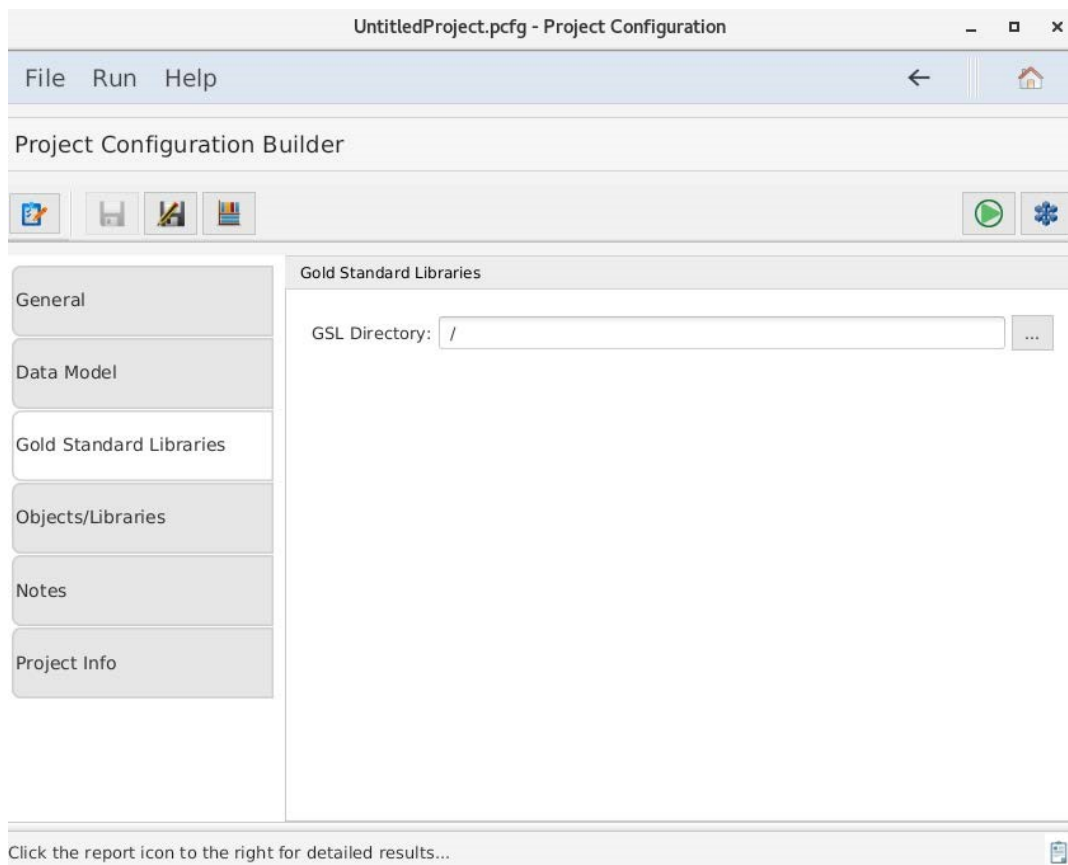 UntitledProject.pcfg - Project Configuration
File Run Help
Project Configuration Builder
General
Data Model
Gold Standard Libraries
Objects/Libraries
Notes
Project Info
Gold Standard Libraries
GSL Directory: / ...
Click the report icon to the right for detailed results...